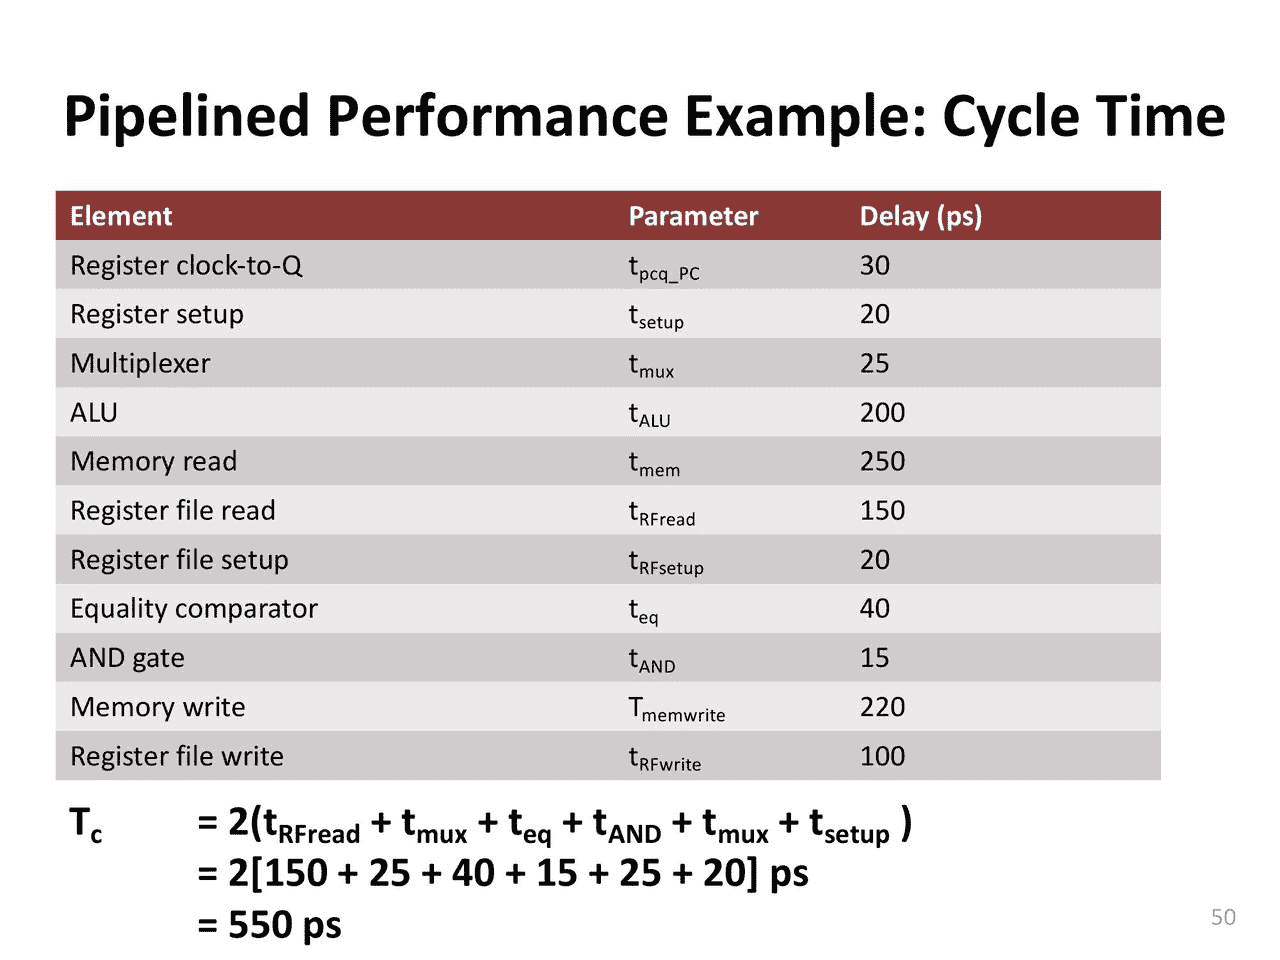 Pipelined Performance Example: Cycle Time
Element Parameter Delay (ps)
Register clock-to-Q tpcq_PC 30
Register setup tsetup 20
Multiplexer tmux 25
ALU tALU 200
Memory read tmem 250
Register file read tRFread 150
Register file setup tRFsetup 20
Equality comparator teq 40
AND gate tAND 15
Memory write Tmemwrite 220
Register file write tRFwrite 100
Tc = 2(tRFread + tmux + teq + tAND + tmux + tsetup )
= 2[150 + 25 + 40 + 15 + 25 + 20] ps
= 550 ps
50